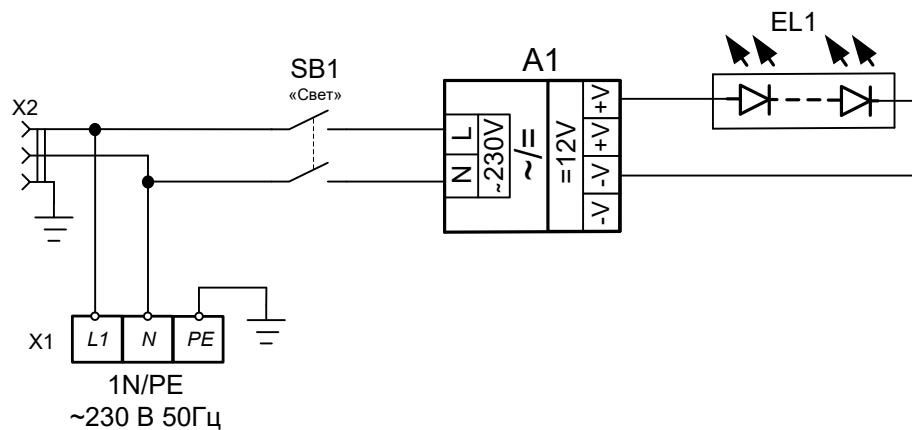 EL1
A1
SB1
«Свет»
X2
L
N
~230V
~/=
=12V
+V
+V
-V
-V
X1
L1
N
PE
1N/PE
~230 В 50Гц